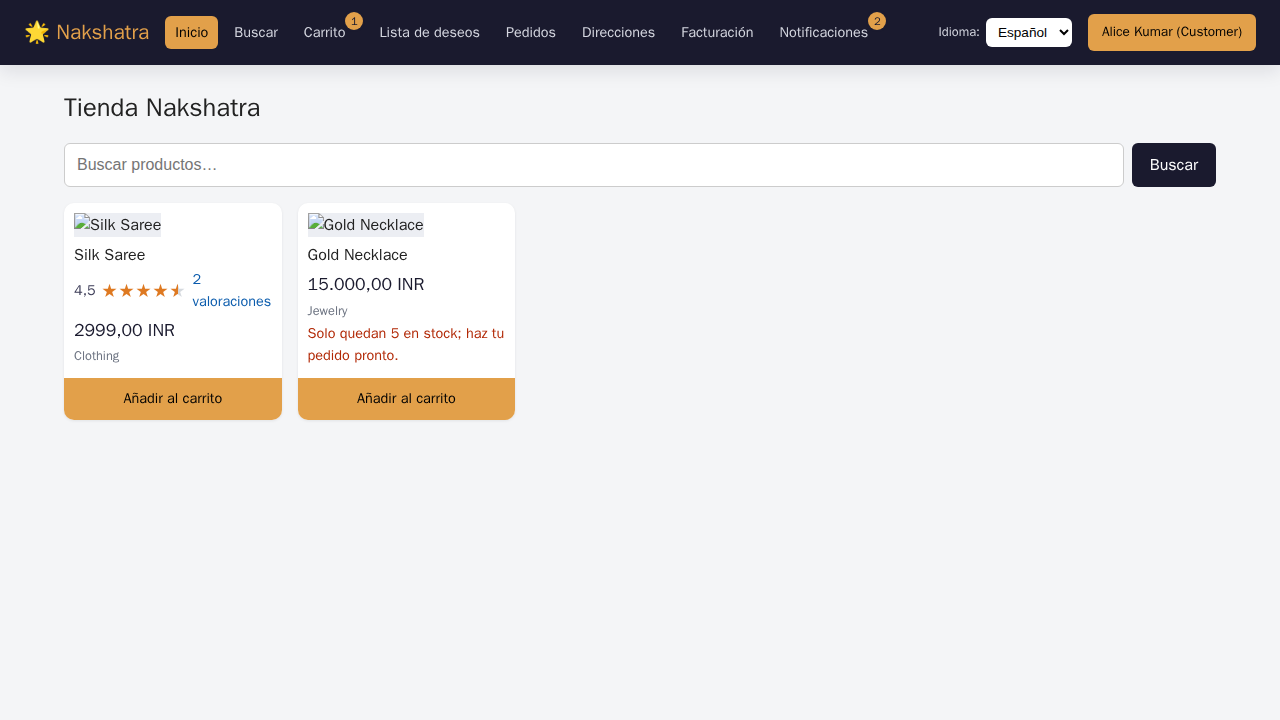 🌟 Nakshatra
Inicio
Buscar
Carrito 1
Lista de deseos
Pedidos
Direcciones
Facturación
Notificaciones 2
Idioma:
Español
Alice Kumar (Customer)
Tienda Nakshatra
Buscar productos...
Buscar
Silk Saree
Silk Saree
4,5 ★★★★★ 2
valoraciones
2999,00 INR
Clothing
Añadir al carrito
Gold Necklace
Gold Necklace
15.000,00 INR
Jewelry
Solo quedan 5 en stock; haz tu
pedido pronto.
Añadir al carrito